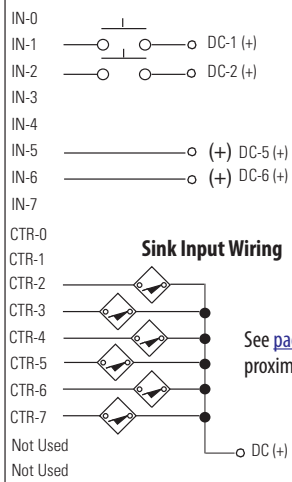 IN-0
IN-1 DC-1 (+)
IN-2 DC-2 (+)
IN-3
IN-4
IN-5 (+) DC-5 (+)
IN-6 (+) DC-6 (+)
IN-7
CTR-0
Sink Input Wiring
CTR-1
CTR-2
CTR-3
CTR-4 See
CTR-5 proxim
CTR-6
CTR-7
Not Used DC (+)
Not Used